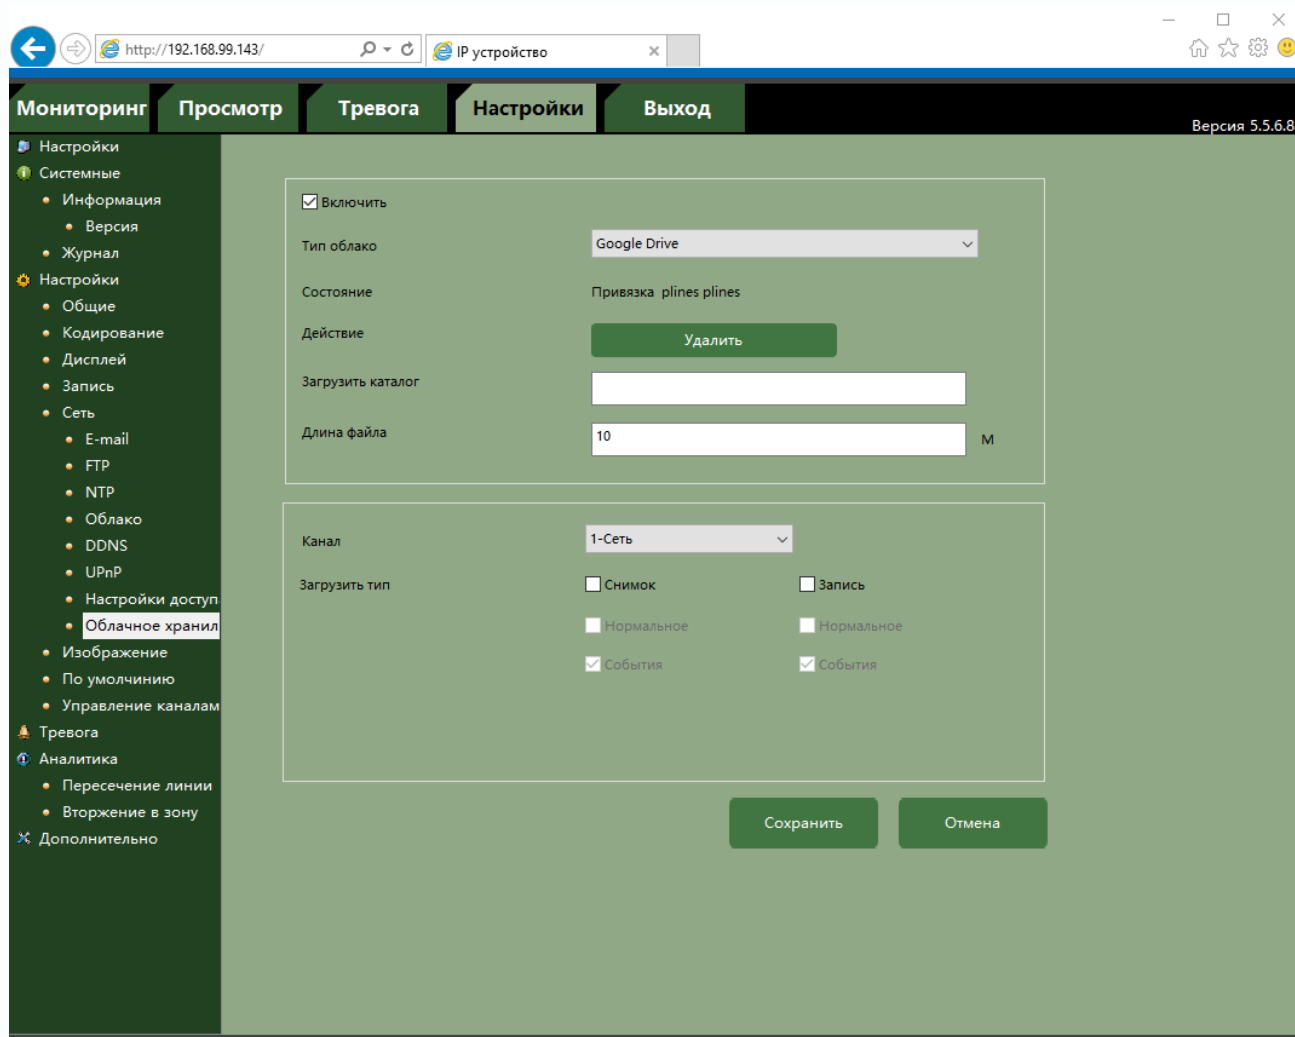 http://192.168.99.143/
IP устройство
Мониторинг
Просмотр
Тревога
Настройки
Выход
Версия 5.5.6.8
Настройки
Системные
Информация
Версия
Журнал
Настройки
Общие
Кодирование
Дисплей
Запись
Сеть
E-mail
FTP
NTP
Облако
DDNS
UPnP
Настройки доступ
Облачное хранил
Изображение
По умолчинию
Управление каналам
Тревога
Аналитика
Пересечение линии
Вторжение в зону
Дополнительно
Включить
Тип облако
Google Drive
Состояние
Привязка plines plines
Действие
Удалить
Загрузить каталог
Длина файла
10
М
Канал
1-Сеть
Загрузить тип
Снимок
Запись
Нормальное
Нормальное
События
События
Сохранить
Отмена